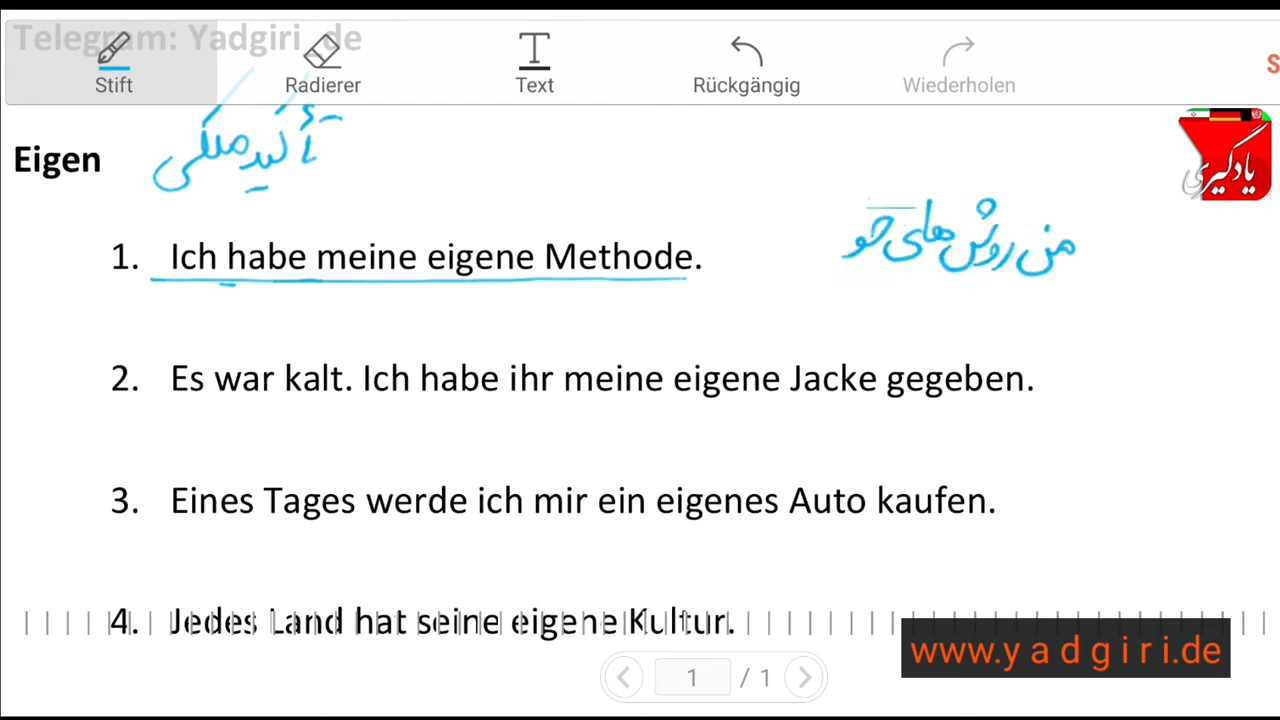 Telegram: Yadgiri_de
Stift Radierer Text Rückgängig Wiederholen S
Eigen تأکید ملکی
یادگیری
1. Ich habe meine eigene Methode. من روش های خو
2. Es war kalt. Ich habe ihr meine eigene Jacke gegeben.
3. Eines Tages werde ich mir ein eigenes Auto kaufen.
4. Jedes Land hat seine eigene Kultur.
www.yadgiri.de
1 / 1